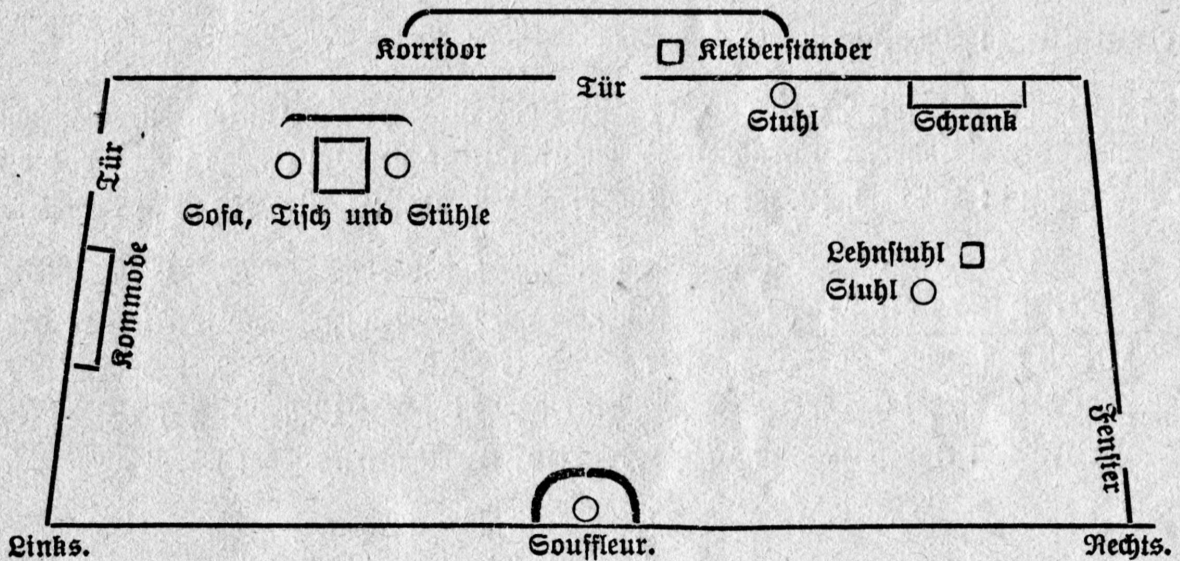 Korridor
Kleiderständer
Tür
Stuhl
Schrank
Tür
Sofa, Tisch und Stühle
Lehnstuhl
Stuhl
Kommode
Fenster
Links.
Souffleur.
Rechts.